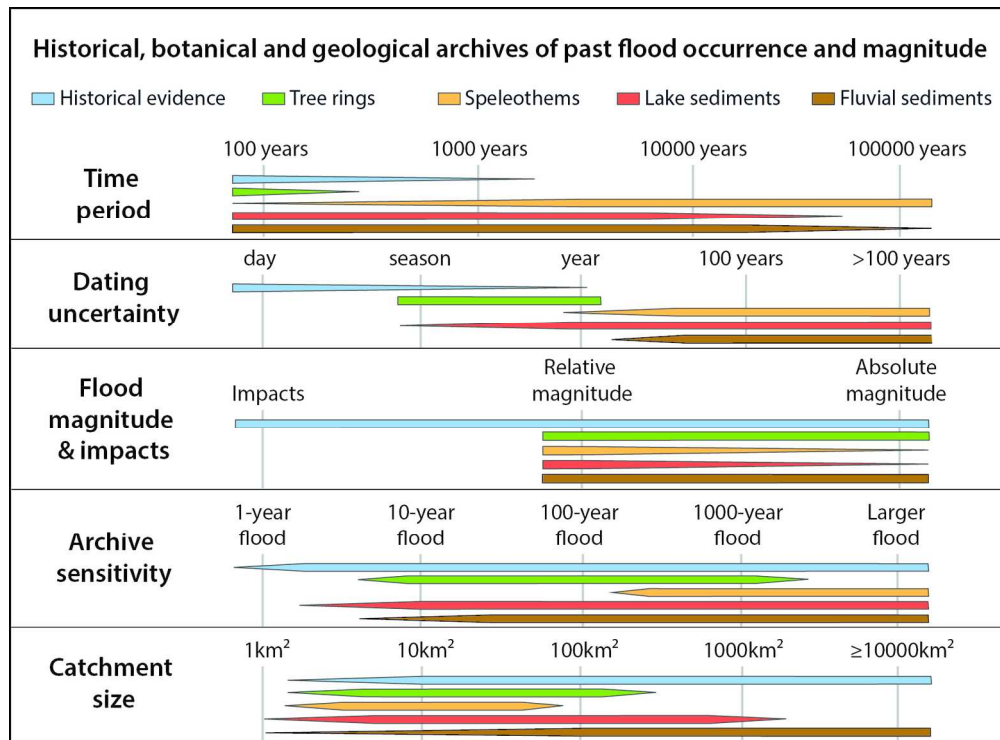 Historical, botanical and geological archives of past flood occurrence and magnitude
Historical evidence Tree rings Speleothems Lake sediments Fluvial sediments
100 years 1000 years 10000 years 100000 years
Time
period
day season year 100 years >100 years
Dating
uncertainty
Relative Absolute
Impacts magnitude magnitude
Flood
magnitude
& impacts
1-year 10-year 100-year 1000-year Larger
flood flood flood flood flood
Archive
sensitivity
1km² 10km² 100km² 1000km² ≥10000km²
Catchment
size